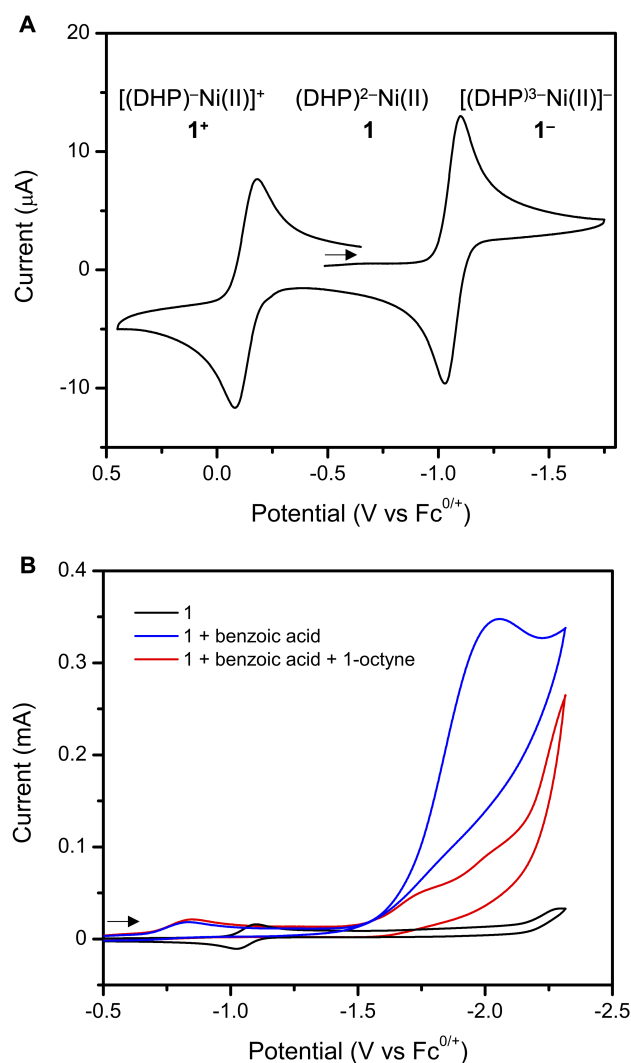 A
20
10
0
-10
Current (μA)
[(DHP)⁻Ni(II)]⁺ (DHP)²⁻Ni(II) [(DHP⁾³⁻Ni(II)]⁻
1⁺ 1 1⁻
0.5 0.0 -0.5 -1.0 -1.5
Potential (V vs Fc⁰ᐟ⁺)
B
0.4
0.3
0.2
0.1
0
Current (mA)
1
1 + benzoic acid
1 + benzoic acid + 1-octyne
-0.5 -1.0 -1.5 -2.0 -2.5
Potential (V vs Fc⁰ᐟ⁺)